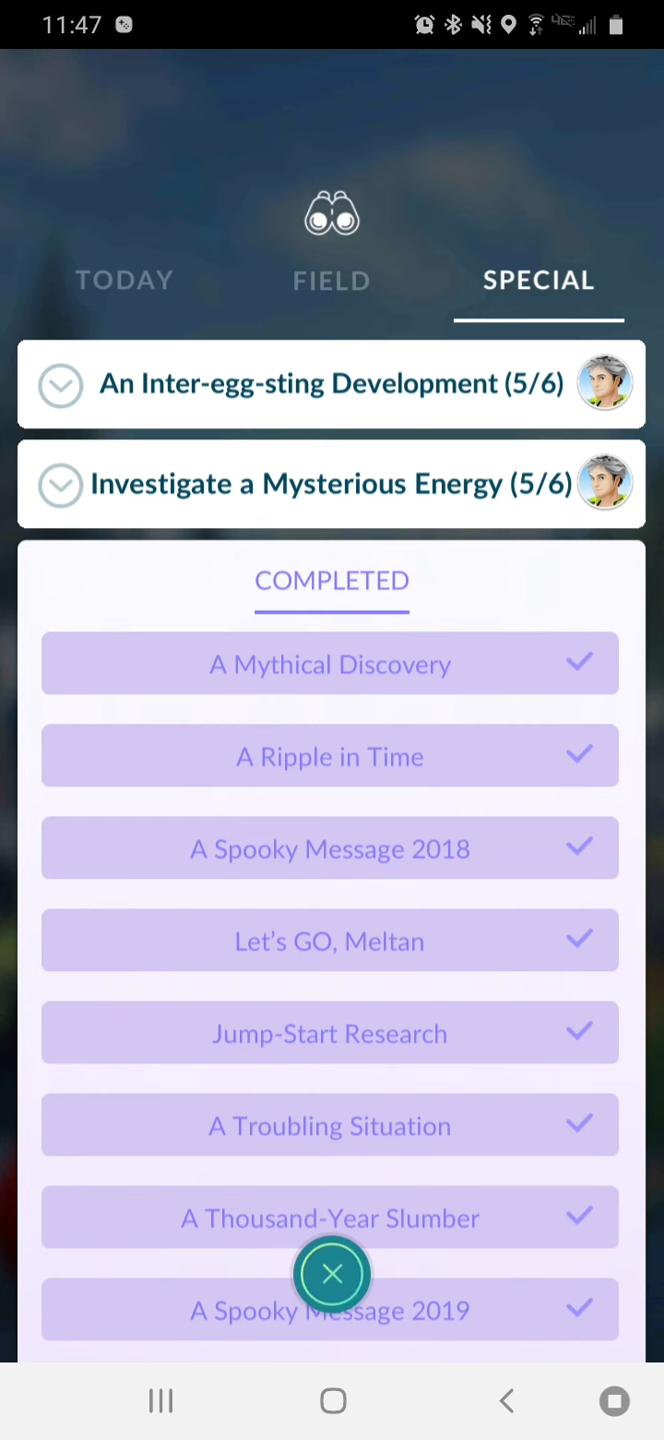 11:47
TODAY
FIELD
SPECIAL
An Inter-egg-sting Development (5/6)
Investigate a Mysterious Energy (5/6)
COMPLETED
A Mythical Discovery
A Ripple in Time
A Spooky Message 2018
Let's GO, Meltan
Jump-Start Research
A Troubling Situation
A Thousand-Year Slumber
A Spooky Message 2019